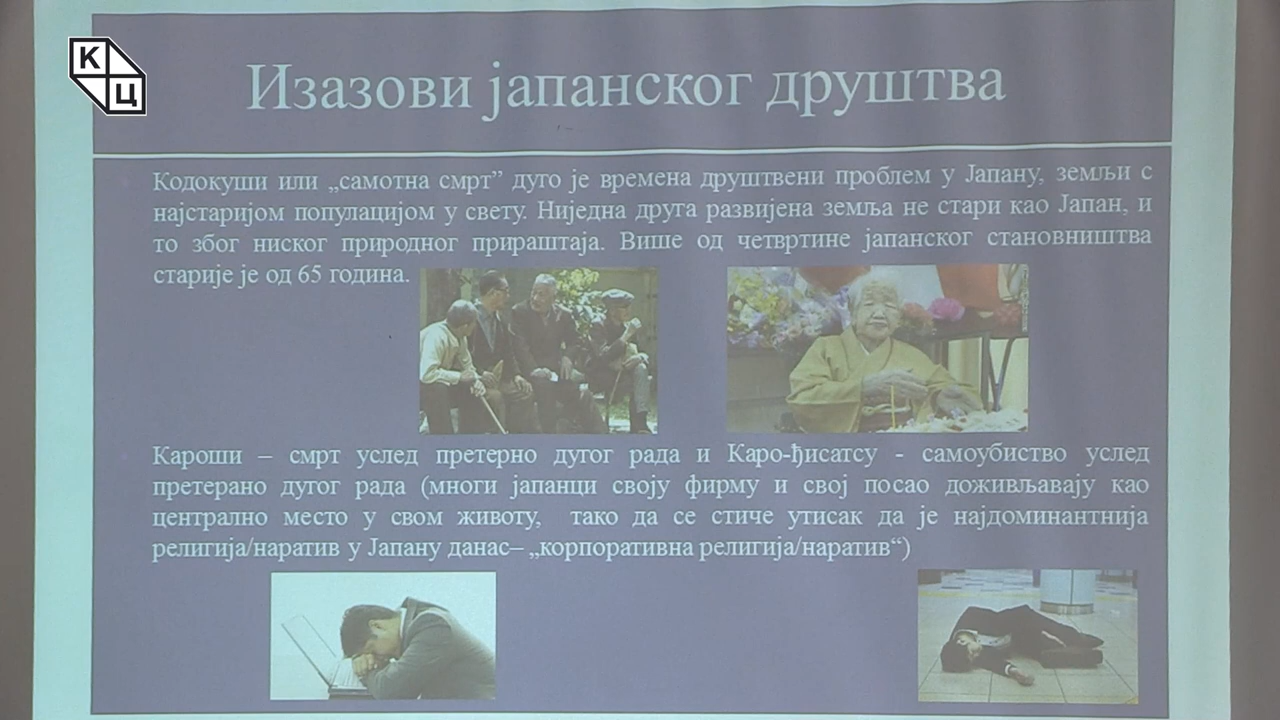 К
Ц
Изазови јапанског друштва
Кодокуши или „самотна смрт” дуго је времена друштвени проблем у Јапану, земљи с
најстаријом популацијом у свету. Ниједна друга развијена земља не стари као Јапан, и
то због ниског природног прираштаја. Више од четвртине јапанског становништва
старије је од 65 година.
Кароши – смрт услед претерно дугог рада и Каро-ђисатсу - самоубиство услед
претерано дугог рада (многи јапанци своју фирму и свој посао доживљавају као
централно место у свом животу, тако да се стиче утисак да је најдоминантнија
религија/наратив у Јапану данас– „корпоративна религија/наратив“)